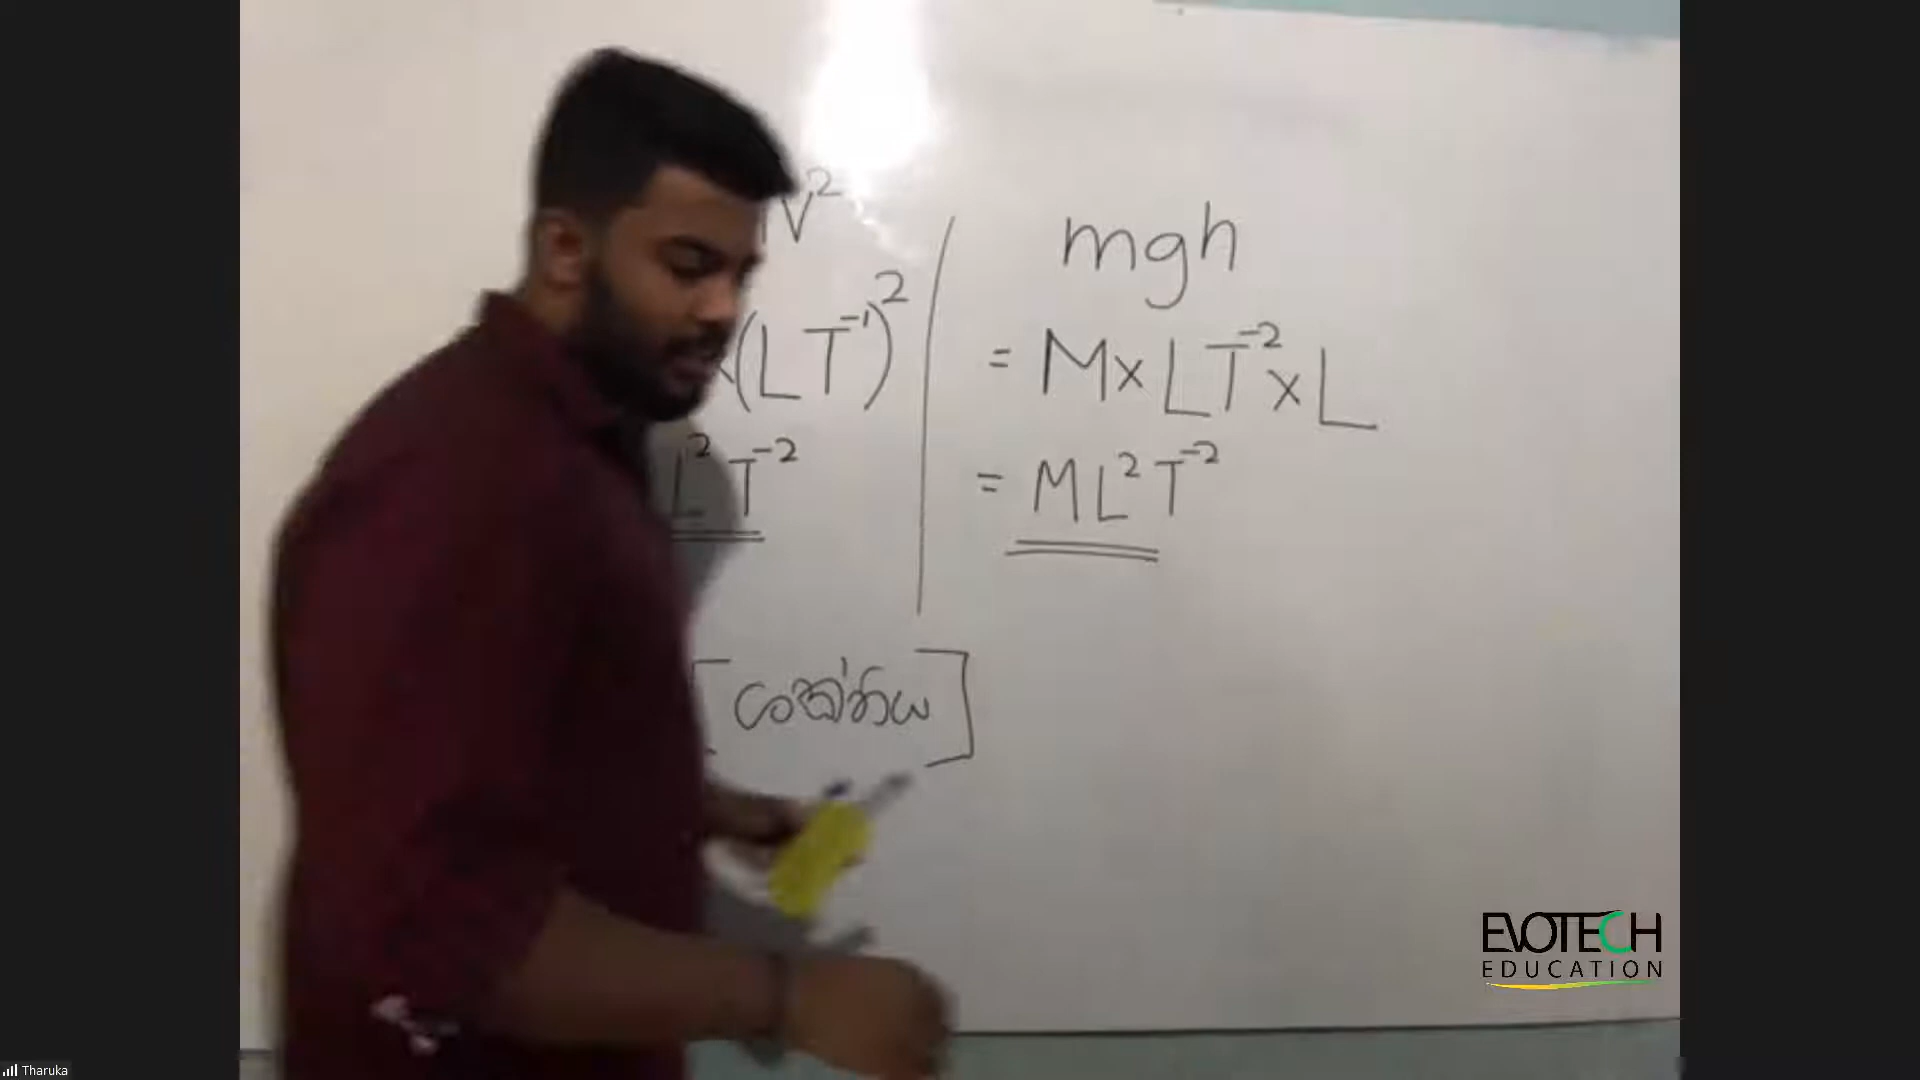 V²
(LT⁻¹)²
L²T⁻²
mgh
= M×LT⁻²×L
= ML²T⁻²
[ශක්තිය]
EVOTECH
EDUCATION
Tharuka